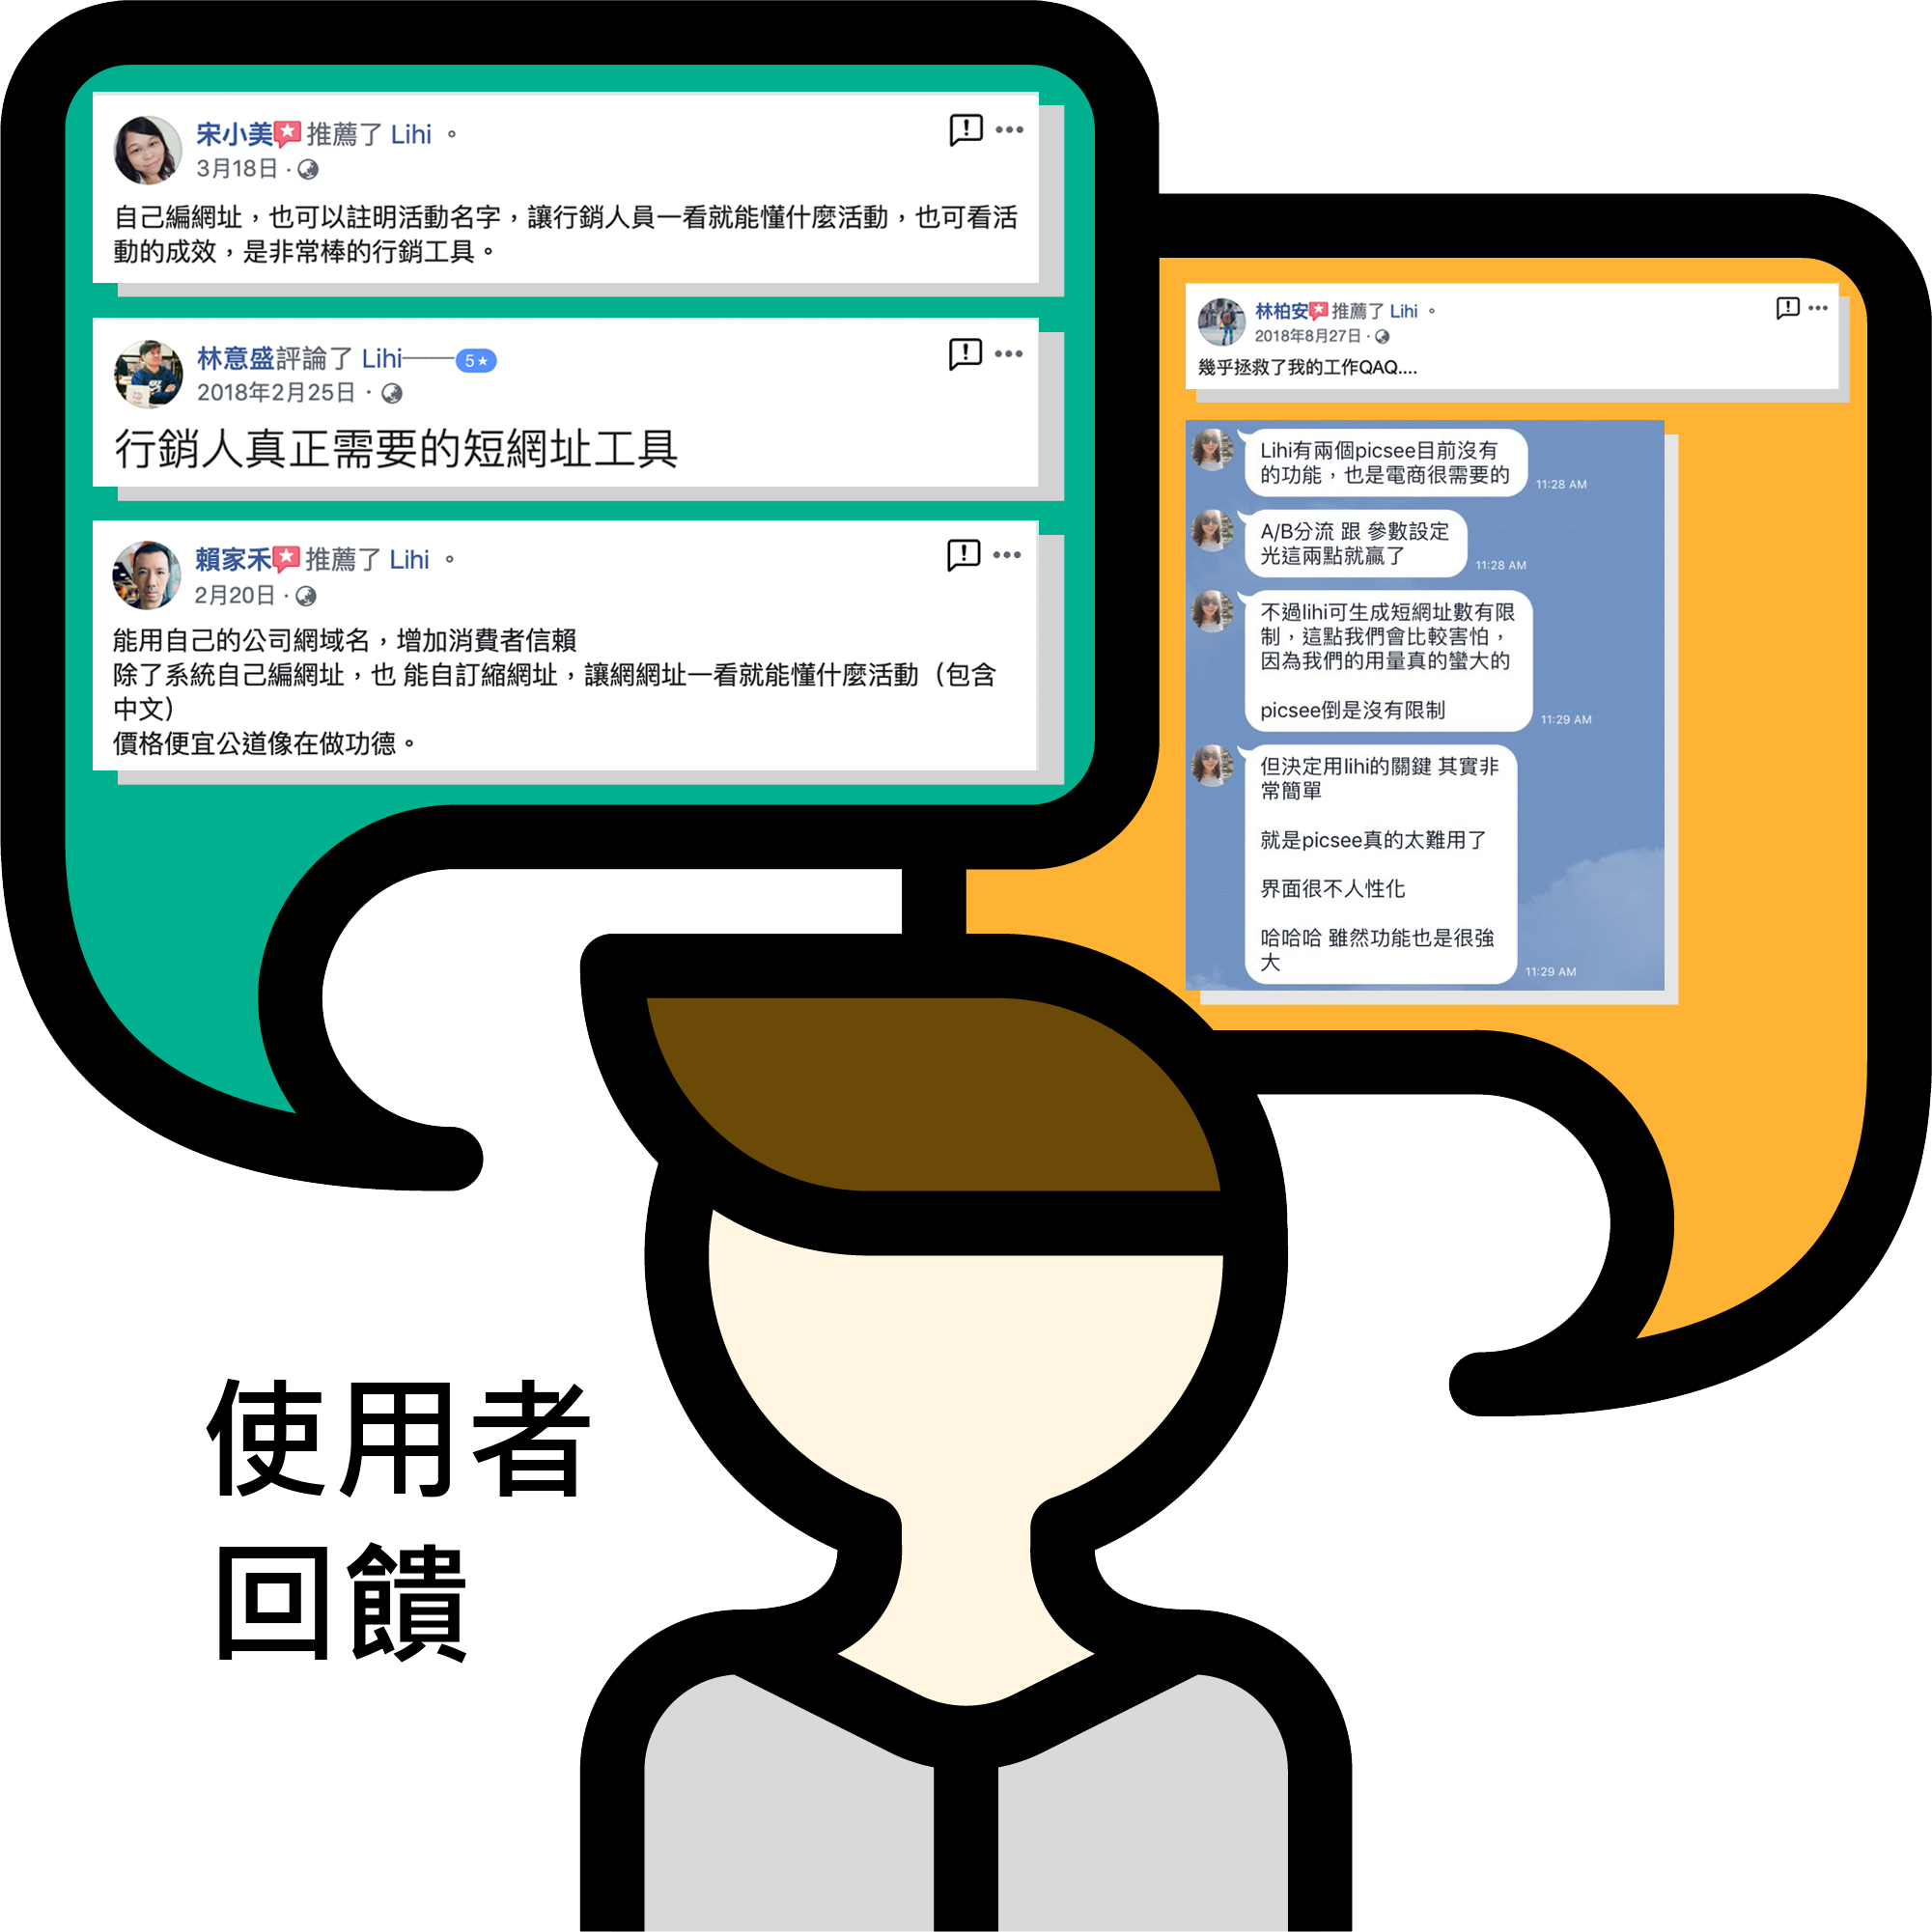 宋小美 推薦了 Lihi 。
3月18日 ·
自己編網址，也可以註明活動名字，讓行銷人員一看就能懂什麼活動，也可看活
動的成效，是非常棒的行銷工具。
林意盛評論了 Lihi——5★
2018年2月25日 ·
行銷人真正需要的短網址工具
賴家禾 推薦了 Lihi 。
2月20日 ·
能用自己的公司網域名，增加消費者信賴
除了系統自己編網址，也 能自訂縮網址，讓網網址一看就能懂什麼活動（包含
中文）
價格便宜公道像在做功德。
林柏安 推薦了 Lihi 。
2018年8月27日 ·
幾乎拯救了我的工作QAQ....
Lihi有兩個picsee目前沒有
的功能，也是電商很需要的
11:28 AM
A/B分流 跟 參數設定
光這兩點就贏了
11:28 AM
不過lihi可生成短網址數有限
制，這點我們會比較害怕，
因為我們的用量真的蠻大的
picsee倒是沒有限制
11:29 AM
但決定用lihi的關鍵 其實非
常簡單
就是picsee真的太難用了
界面很不人性化
哈哈哈 雖然功能也是很強
大
11:29 AM
使用者
回饋